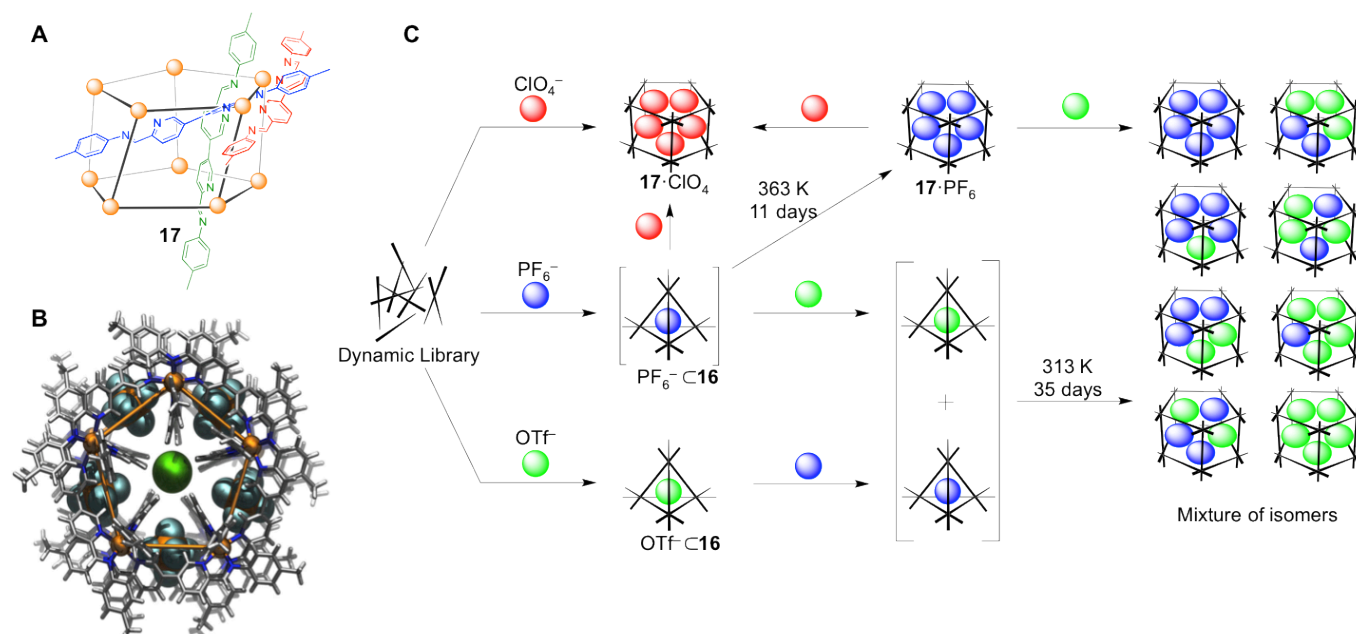 A
C
N
N
N
N
N
N
N
N
N
17
B
ClO₄⁻
PF₆⁻
OTf⁻
Dynamic Library
17·ClO₄
17·PF₆
363 K
11 days
PF₆⁻ ⊂16
OTf⁻ ⊂16
+
313 K
35 days
Mixture of isomers